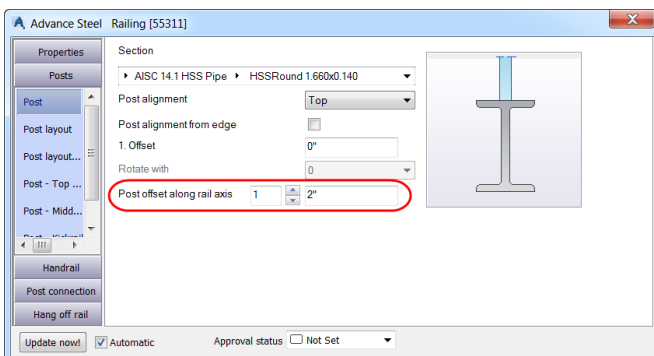 Advance Steel Railing [55311]
X
Properties
Posts
Post
Post layout
Post layout...
Post - Top ...
Post - Midd...
Handrail
Post connection
Hang off rail
Section
AISC 14.1 HSS Pipe HSSRound 1.660x0.140
Post alignment Top
Post alignment from edge
1. Offset 0"
Rotate with 0
Post offset along rail axis 1 2"
Update now! Automatic Approval status Not Set